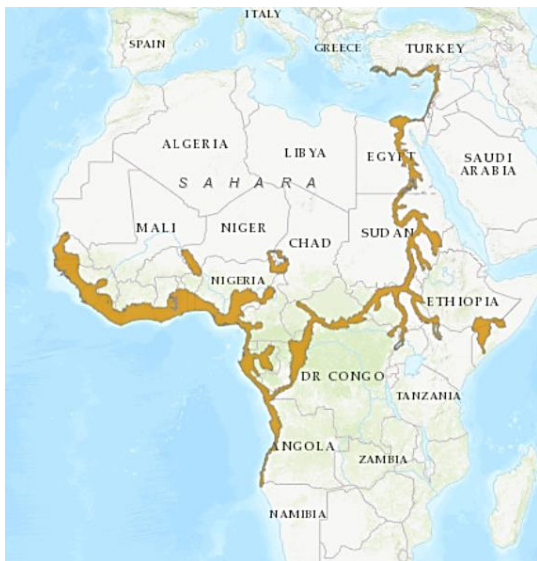 ITALY
SPAIN
GREECE
TURKEY
ALGERIA
LIBYA
EGYPT
SAUDI
ARABIA
SAHARA
MALI
NIGER
CHAD
SUDAN
NIGERIA
ETHIOPIA
DR CONGO
TANZANIA
ANGOLA
ZAMBIA
NAMIBIA